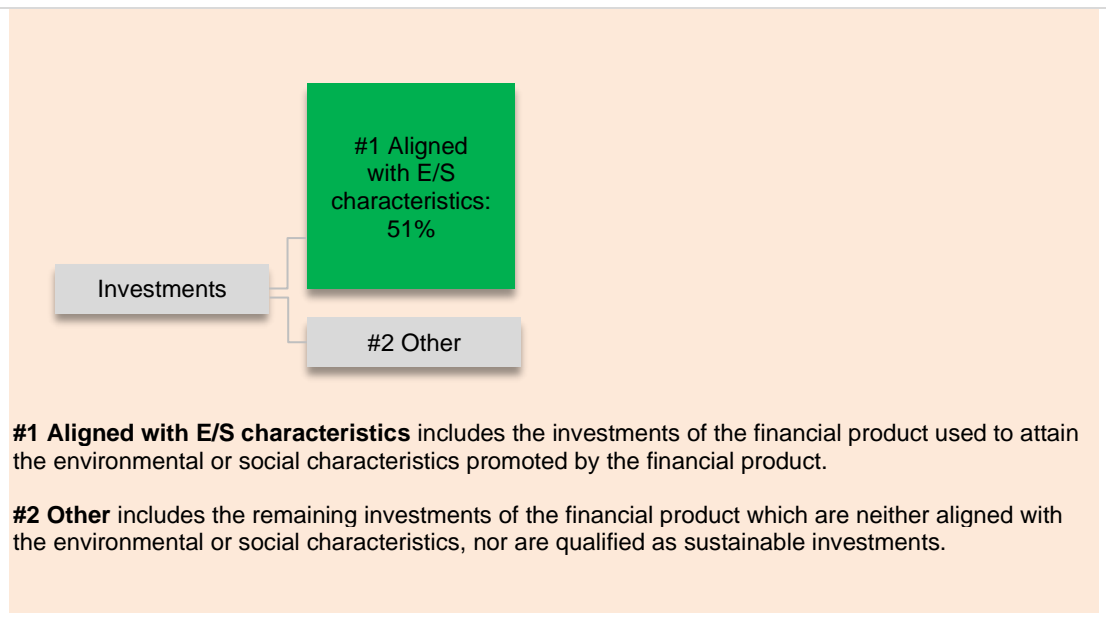 #1 Aligned
with E/S
characteristics:
51%
Investments
#2 Other
#1 Aligned with E/S characteristics includes the investments of the financial product used to attain
the environmental or social characteristics promoted by the financial product.
#2 Other includes the remaining investments of the financial product which are neither aligned with
the environmental or social characteristics, nor are qualified as sustainable investments.